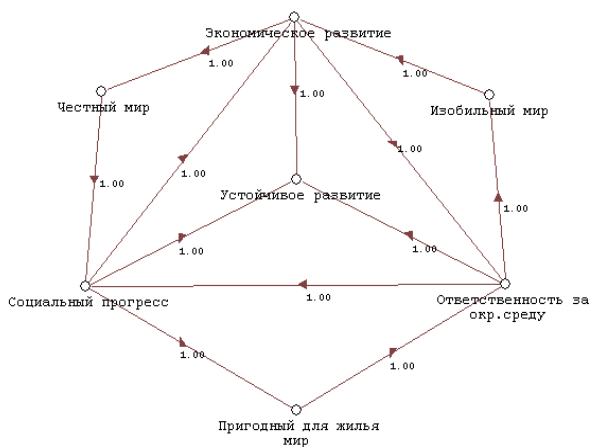 Экономическое развитие
1.00
1.00
1.00
Честный мир
Изобильный мир
1.00
1.00
1.00
Устойчивое развитие
1.00
1.00
1.00
1.00
Социальный прогресс
Ответственность за
окр.среду
1.00
1.00
Пригодный для жилья
мир